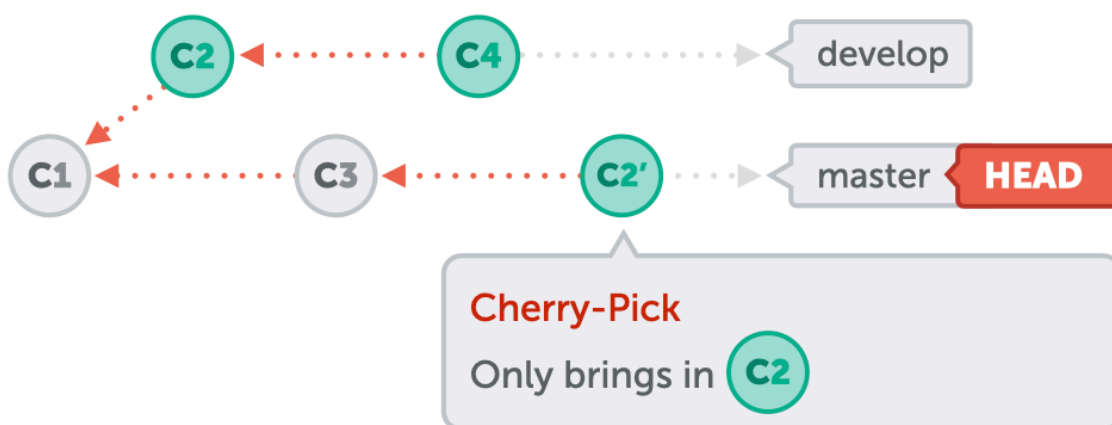 C2 C4 develop
C1 C3 C2′ master HEAD
Cherry-Pick
Only brings in C2